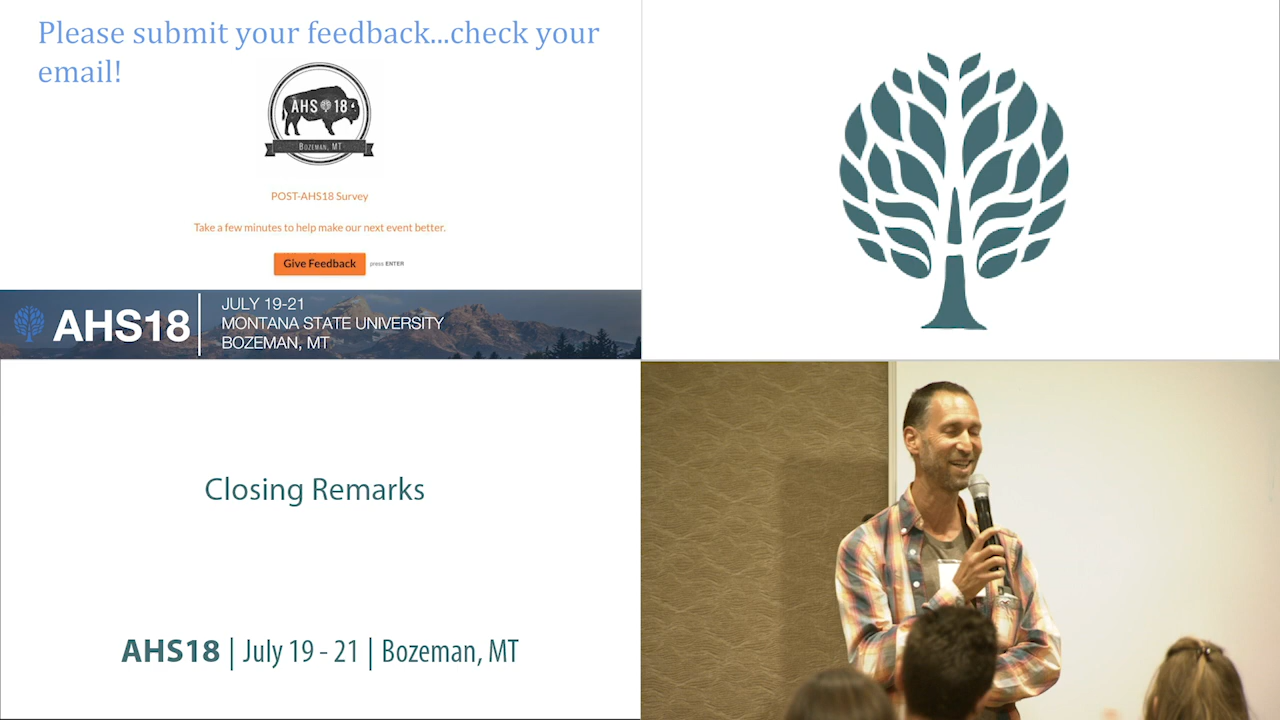 Please submit your feedback...check your
email!
AHS 18
BOZEMAN, MT
POST-AHS18 Survey
Take a few minutes to help make our next event better.
Give Feedback press ENTER
AHS18
JULY 19-21
MONTANA STATE UNIVERSITY
BOZEMAN, MT
Closing Remarks
AHS18 | July 19 - 21 | Bozeman, MT